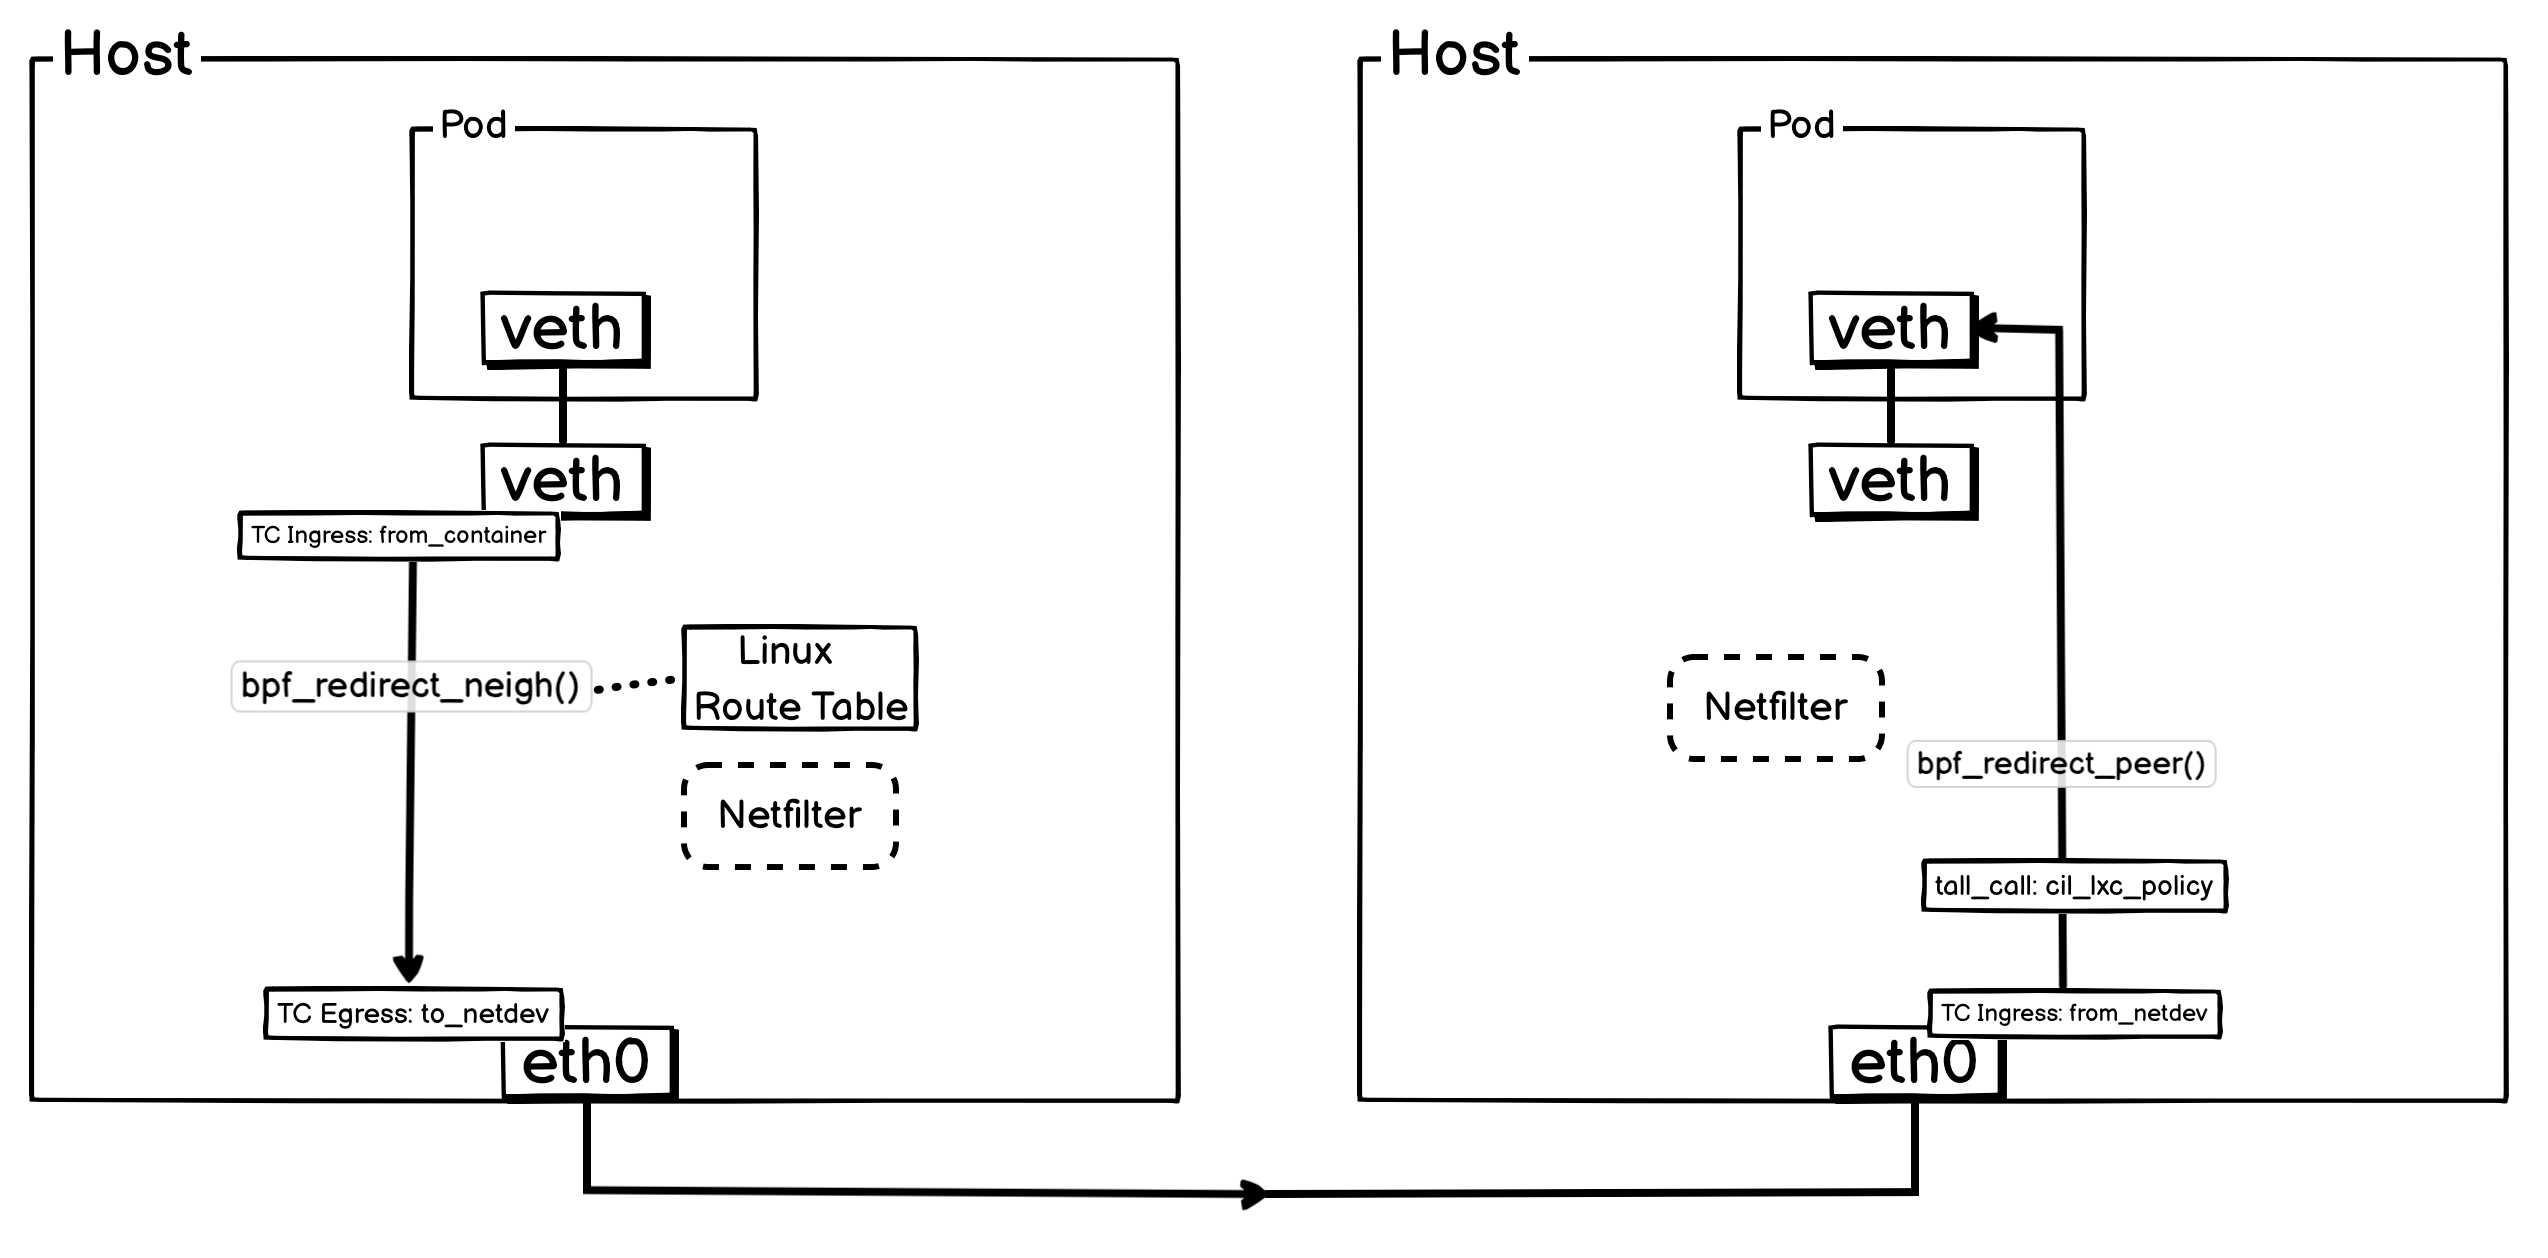 Host
Pod
veth
veth
TC Ingress: from_container
bpf_redirect_neigh()
Linux
Route Table
Netfilter
TC Egress: to_netdev
eth0
Host
Pod
veth
veth
Netfilter
bpf_redirect_peer()
tall_call: cil_lxc_policy
TC Ingress: from_netdev
eth0